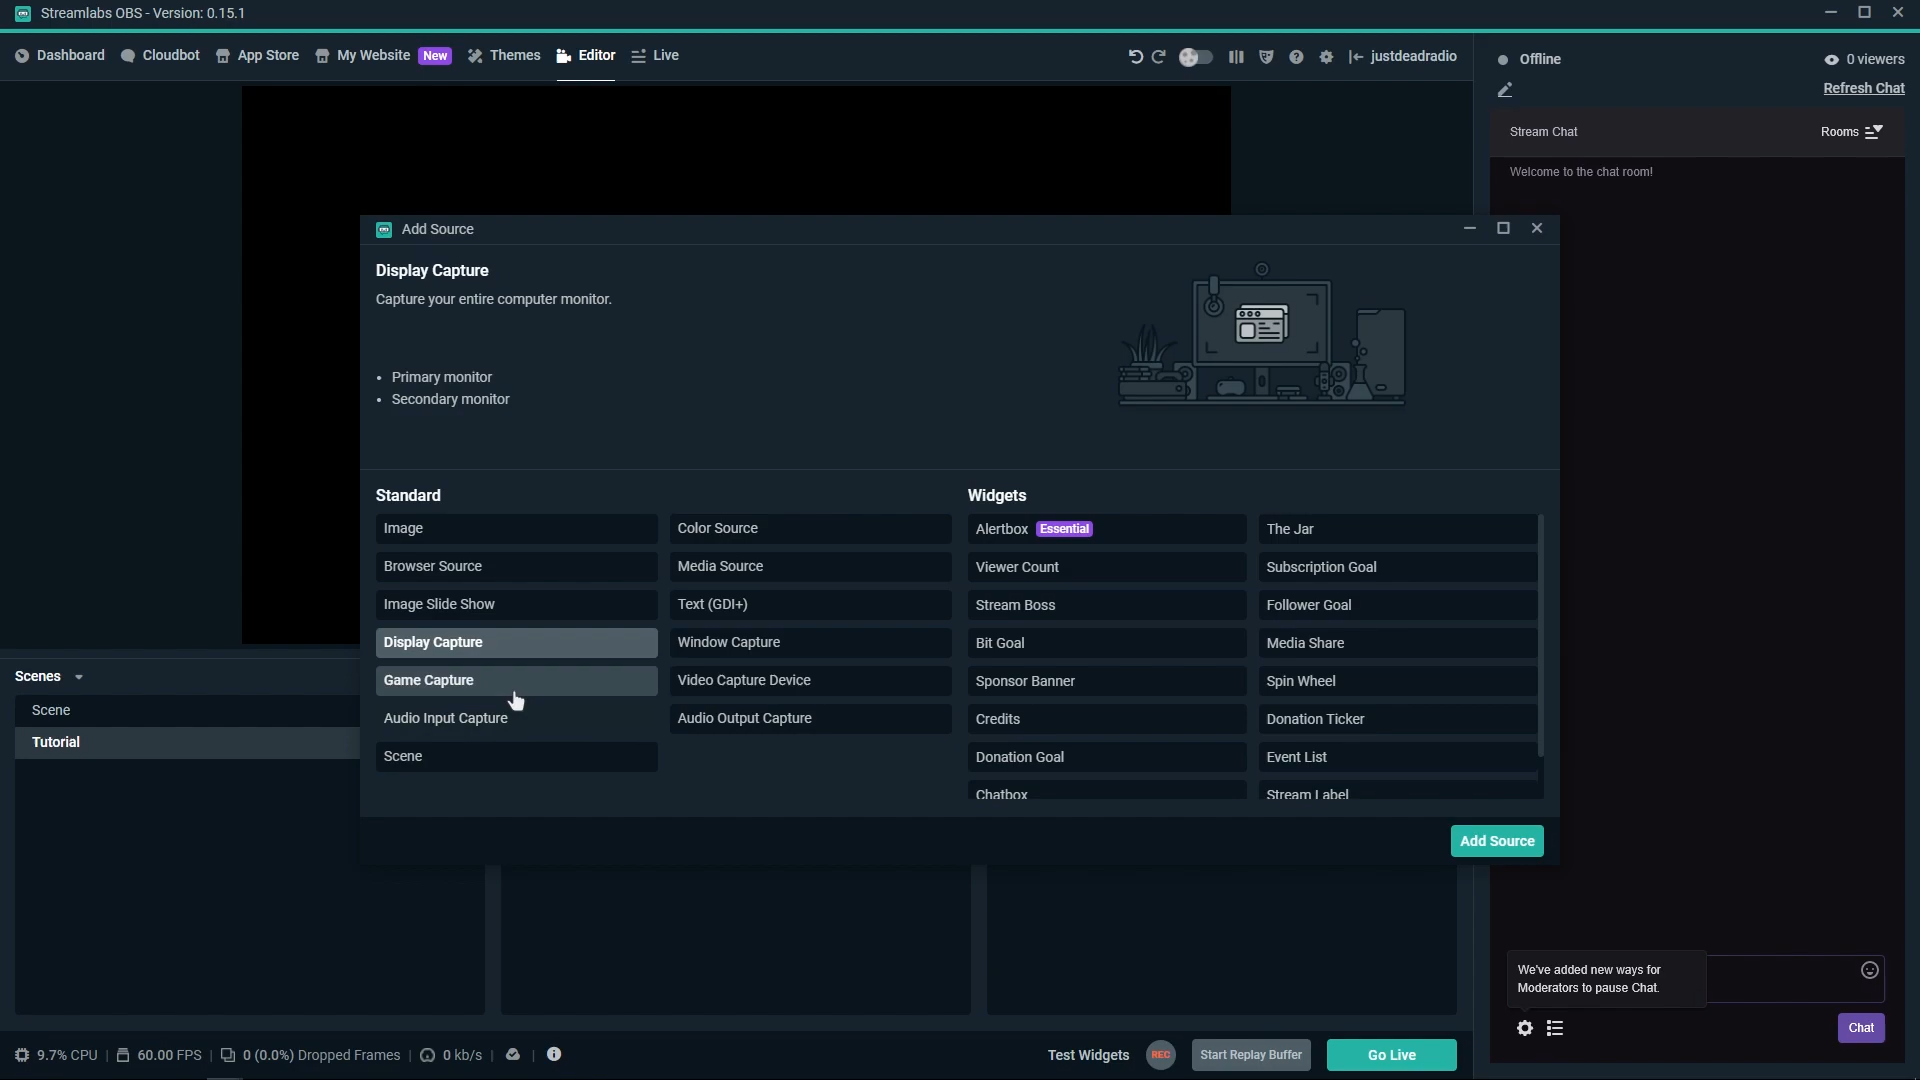 Streamlabs OBS - Version: 0.15.1
Dashboard
Cloudbot
App Store
My Website New
Themes
Editor
Live
justdeadradio
Offline
0 viewers
Refresh Chat
Stream Chat
Rooms
Welcome to the chat room!
Add Source
Display Capture
Capture your entire computer monitor.
• Primary monitor
• Secondary monitor
Standard
Image
Color Source
Browser Source
Media Source
Image Slide Show
Text (GDI+)
Display Capture
Window Capture
Game Capture
Video Capture Device
Audio Input Capture
Audio Output Capture
Scene
Widgets
Alertbox Essential
The Jar
Viewer Count
Subscription Goal
Stream Boss
Follower Goal
Bit Goal
Media Share
Sponsor Banner
Spin Wheel
Credits
Donation Ticker
Donation Goal
Event List
Chatbox
Stream Label
Add Source
Scenes
Scene
Tutorial
We've added new ways for
Moderators to pause Chat.
Chat
9.7% CPU
60.00 FPS
0 (0.0%) Dropped Frames
0 kb/s
Test Widgets
REC
Start Replay Buffer
Go Live